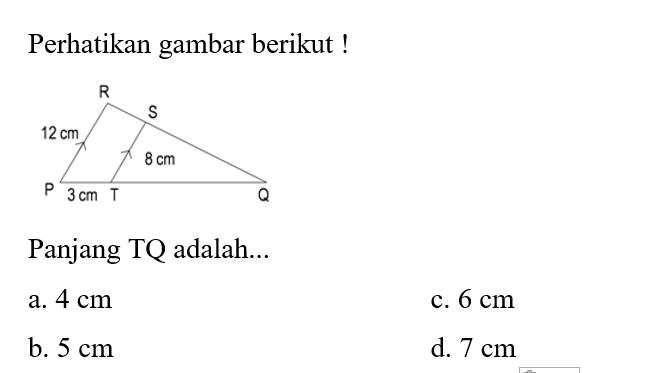 Perhatikan gambar berikut !
R
S
12 cm
8 cm
P 3 cm T Q
Panjang TQ adalah...
a. 4 cm c. 6 cm
b. 5 cm d. 7 cm